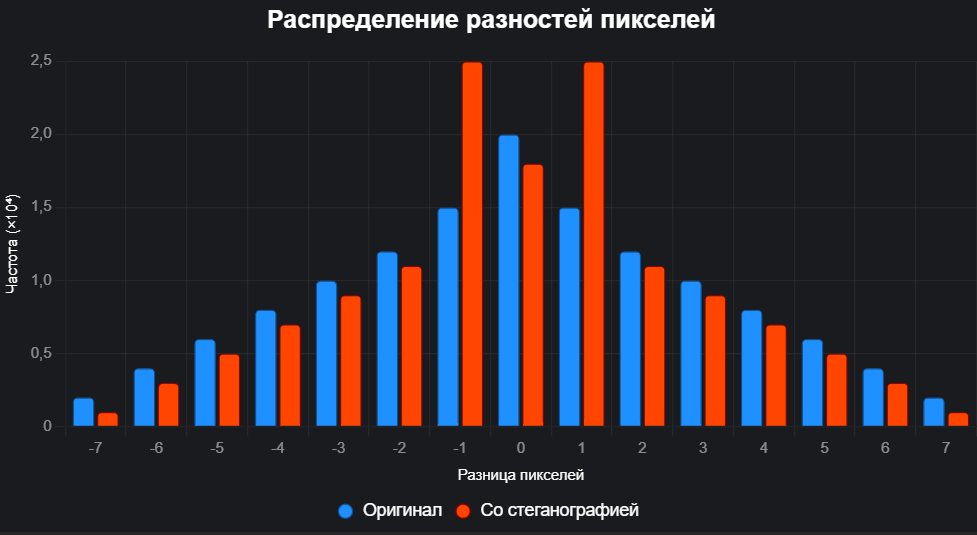 Распределение разностей пикселей
2,5
2,0
1,5
1,0
0,5
0
Частота (×10⁴)
-7 -6 -5 -4 -3 -2 -1 0 1 2 3 4 5 6 7
Разница пикселей
Оригинал Со стеганографией